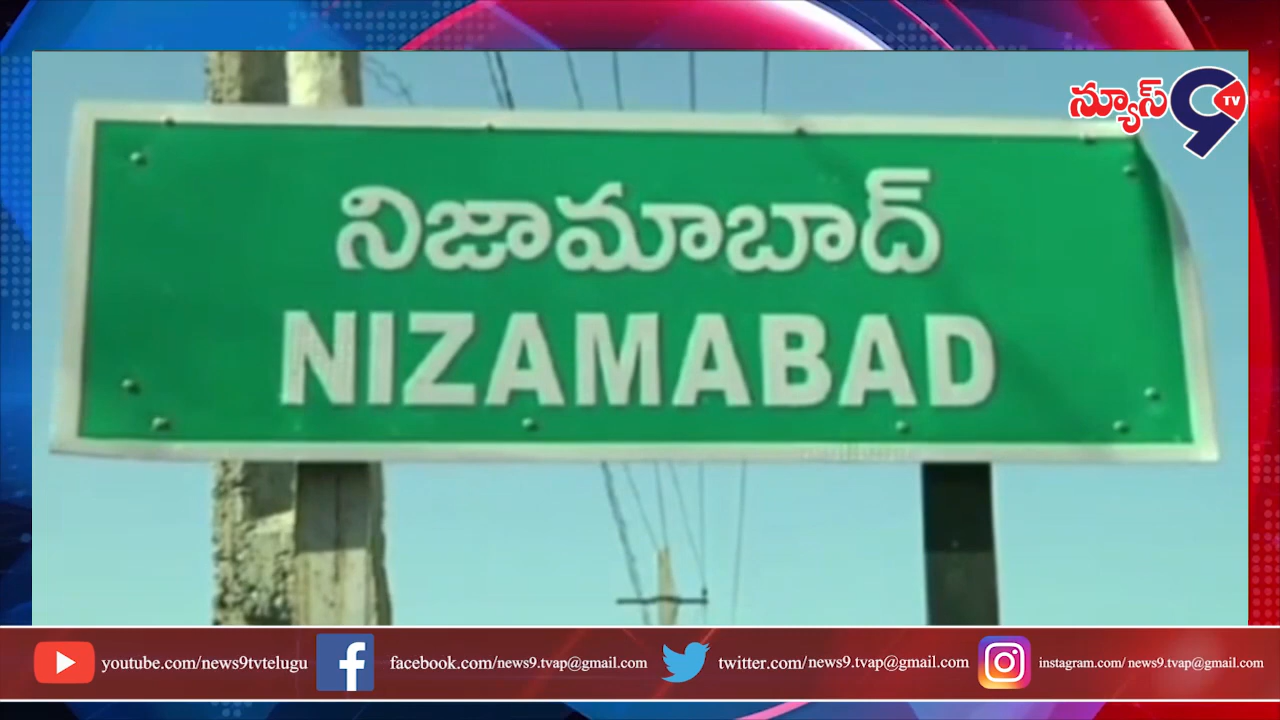 న్యూస్ 9 TV
నిజామాబాద్
NIZAMABAD
youtube.com/news9tvtelugu
facebook.com/news9.tvap@gmail.com
twitter.com/news9.tvap@gmail.com
instagram.com/ news9.tvap@gmail.com